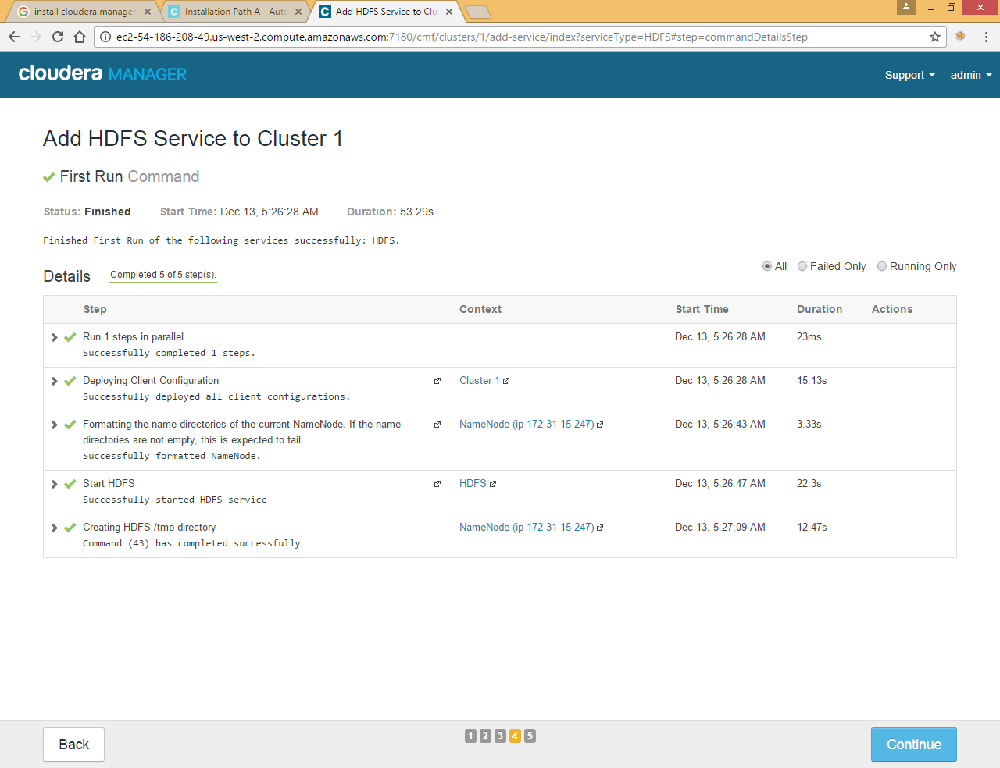 install cloudera manager
Installation Path A - Auto
Add HDFS Service to Clus
ec2-54-186-208-49.us-west-2.compute.amazonaws.com:7180/cmf/clusters/1/add-service/index?serviceType=HDFS#step=commandDetailsStep
cloudera MANAGER
Support
admin
Add HDFS Service to Cluster 1
First Run Command
Status: Finished Start Time: Dec 13, 5:26:28 AM Duration: 53.29s
Finished First Run of the following services successfully: HDFS.
Details Completed 5 of 5 step(s).
All Failed Only Running Only
Step Context Start Time Duration Actions
Run 1 steps in parallel Dec 13, 5:26:28 AM 23ms
Successfully completed 1 steps.
Deploying Client Configuration Cluster 1 Dec 13, 5:26:28 AM 15.13s
Successfully deployed all client configurations.
Formatting the name directories of the current NameNode. If the name NameNode (ip-172-31-15-247) Dec 13, 5:26:43 AM 3.33s
directories are not empty, this is expected to fail.
Successfully formatted NameNode.
Start HDFS HDFS Dec 13, 5:26:47 AM 22.3s
Successfully started HDFS service
Creating HDFS /tmp directory NameNode (ip-172-31-15-247) Dec 13, 5:27:09 AM 12.47s
Command (43) has completed successfully
Back 1 2 3 4 5 Continue